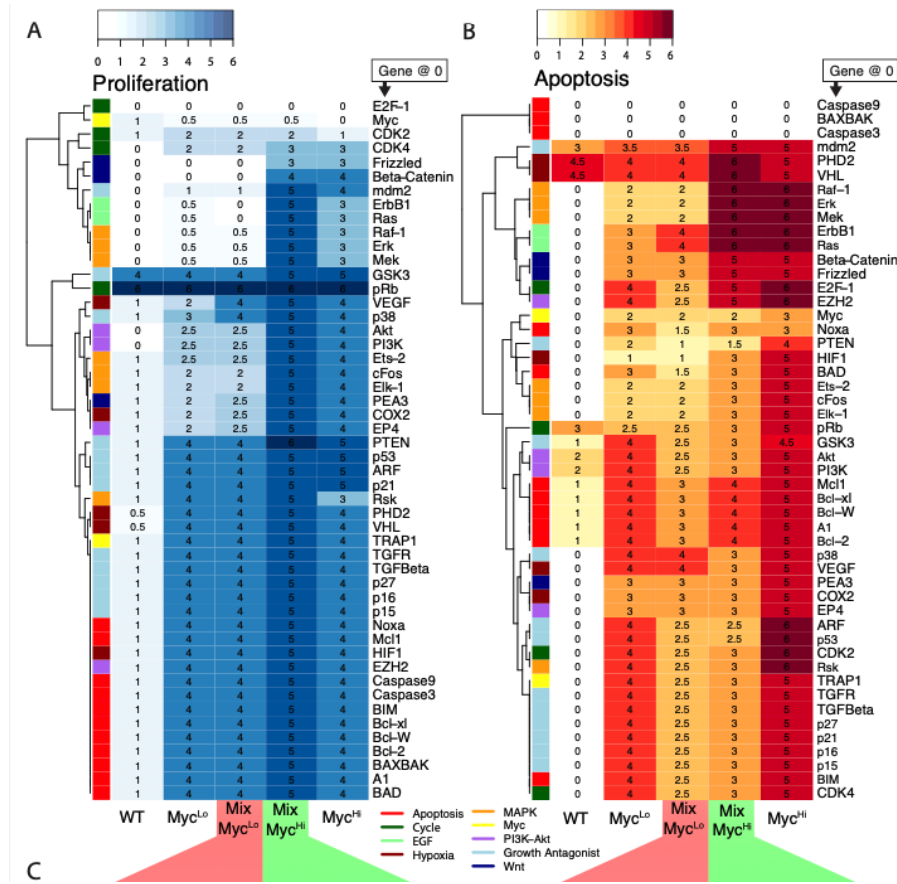 A
0 1 2 3 4 5 6
Proliferation
Gene @ 0
0 0 0 0 0 E2F-1
1 0.5 0.5 0.5 0 Myc
1 2 2 2 1 CDK2
0 2 2 3 3 CDK4
0 0 0 3 3 Frizzled
0 0 0 4 4 Beta-Catenin
0 1 1 5 4 mdm2
0 0.5 0 5 3 ErbB1
0 0.5 0 5 3 Ras
0 0.5 0.5 5 3 Raf-1
0 0.5 0.5 5 3 Erk
0 0.5 0.5 5 3 Mek
4 4 4 5 5 GSK3
6 6 6 6 6 pRb
1 2 4 5 4 VEGF
1 3 4 5 4 p38
0 2.5 2.5 5 4 Akt
0 2.5 2.5 5 4 PI3K
1 2.5 2.5 5 4 Ets-2
1 2 2 5 4 cFos
1 2 2 5 4 Elk-1
1 2 2.5 5 4 PEA3
1 2 2.5 5 4 COX2
1 2 2.5 5 4 EP4
1 4 4 6 5 PTEN
1 4 4 5 5 p53
1 4 4 5 5 ARF
1 4 4 5 5 p21
1 4 4 5 3 Rsk
0.5 4 4 5 4 PHD2
0.5 4 4 5 4 VHL
1 4 4 5 4 TRAP1
1 4 4 5 4 TGFR
1 4 4 5 4 TGFBeta
1 4 4 5 4 p27
1 4 4 5 4 p16
1 4 4 5 4 p15
1 4 4 5 4 Noxa
1 4 4 5 4 Mcl1
1 4 4 5 4 HIF1
1 4 4 5 4 EZH2
1 4 4 5 4 Caspase9
1 4 4 5 4 Caspase3
1 4 4 5 4 BIM
1 4 4 5 4 Bcl-xl
1 4 4 5 4 Bcl-W
1 4 4 5 4 Bcl-2
1 4 4 5 4 BAXBAK
1 4 4 5 4 A1
1 4 4 5 4 BAD
WT Myc^Lo Mix Myc^Lo Mix Myc^Hi Myc^Hi
Apoptosis
Cycle
EGF
Hypoxia
MAPK
Myc
PI3K-Akt
Growth Antagonist
Wnt
B
0 1 2 3 4 5 6
Apoptosis
Gene @ 0
0 0 0 0 0 Caspase9
0 0 0 0 0 BAXBAK
0 0 0 0 0 Caspase3
3 3.5 3.5 5 5 mdm2
4.5 4 4 6 5 PHD2
4.5 4 4 6 5 VHL
0 2 2 6 6 Raf-1
0 2 2 6 6 Erk
0 2 2 6 6 Mek
0 3 4 6 6 ErbB1
0 3 4 6 6 Ras
0 3 3 5 5 Beta-Catenin
0 3 3 5 5 Frizzled
0 4 2.5 5 6 E2F-1
0 4 2.5 5 6 EZH2
0 2 2 2 3 Myc
0 3 1.5 3 3 Noxa
0 2 1 1.5 4 PTEN
0 1 1 3 5 HIF1
0 3 1.5 3 5 BAD
0 2 2 3 5 Ets-2
0 2 2 3 5 cFos
0 2 2 3 5 Elk-1
3 2.5 2.5 3 5 pRb
1 4 2.5 3 4.5 GSK3
2 4 2.5 3 5 Akt
2 4 2.5 3 5 PI3K
1 4 3 4 5 Mcl1
1 4 3 4 5 Bcl-xl
1 4 3 4 5 Bcl-W
1 4 3 4 5 A1
1 4 3 4 5 Bcl-2
0 4 4 3 5 p38
0 4 4 3 5 VEGF
0 3 3 3 5 PEA3
0 3 3 3 5 COX2
0 3 3 3 5 EP4
0 4 2.5 2.5 6 ARF
0 4 2.5 2.5 6 p53
0 4 2.5 3 6 CDK2
0 4 2.5 3 6 Rsk
0 4 2.5 3 5 TRAP1
0 4 2.5 3 5 TGFR
0 4 2.5 3 5 TGFBeta
0 4 2.5 3 5 p27
0 4 2.5 3 5 p21
0 4 2.5 3 5 p16
0 4 2.5 3 5 p15
0 4 2.5 3 5 BIM
0 4 2.5 3 5 CDK4
WT Myc^Lo Mix Myc^Lo Mix Myc^Hi Myc^Hi
C